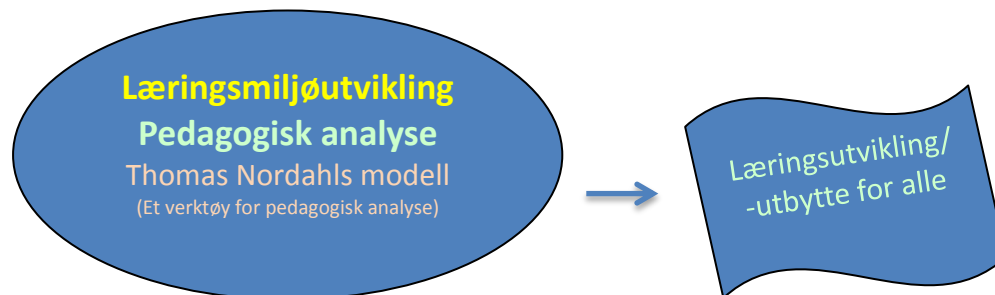 Læringsmiljøutvikling
Pedagogisk analyse
Thomas Nordahls modell
(Et verktøy for pedagogisk analyse)
Læringsutvikling/
-utbytte for alle